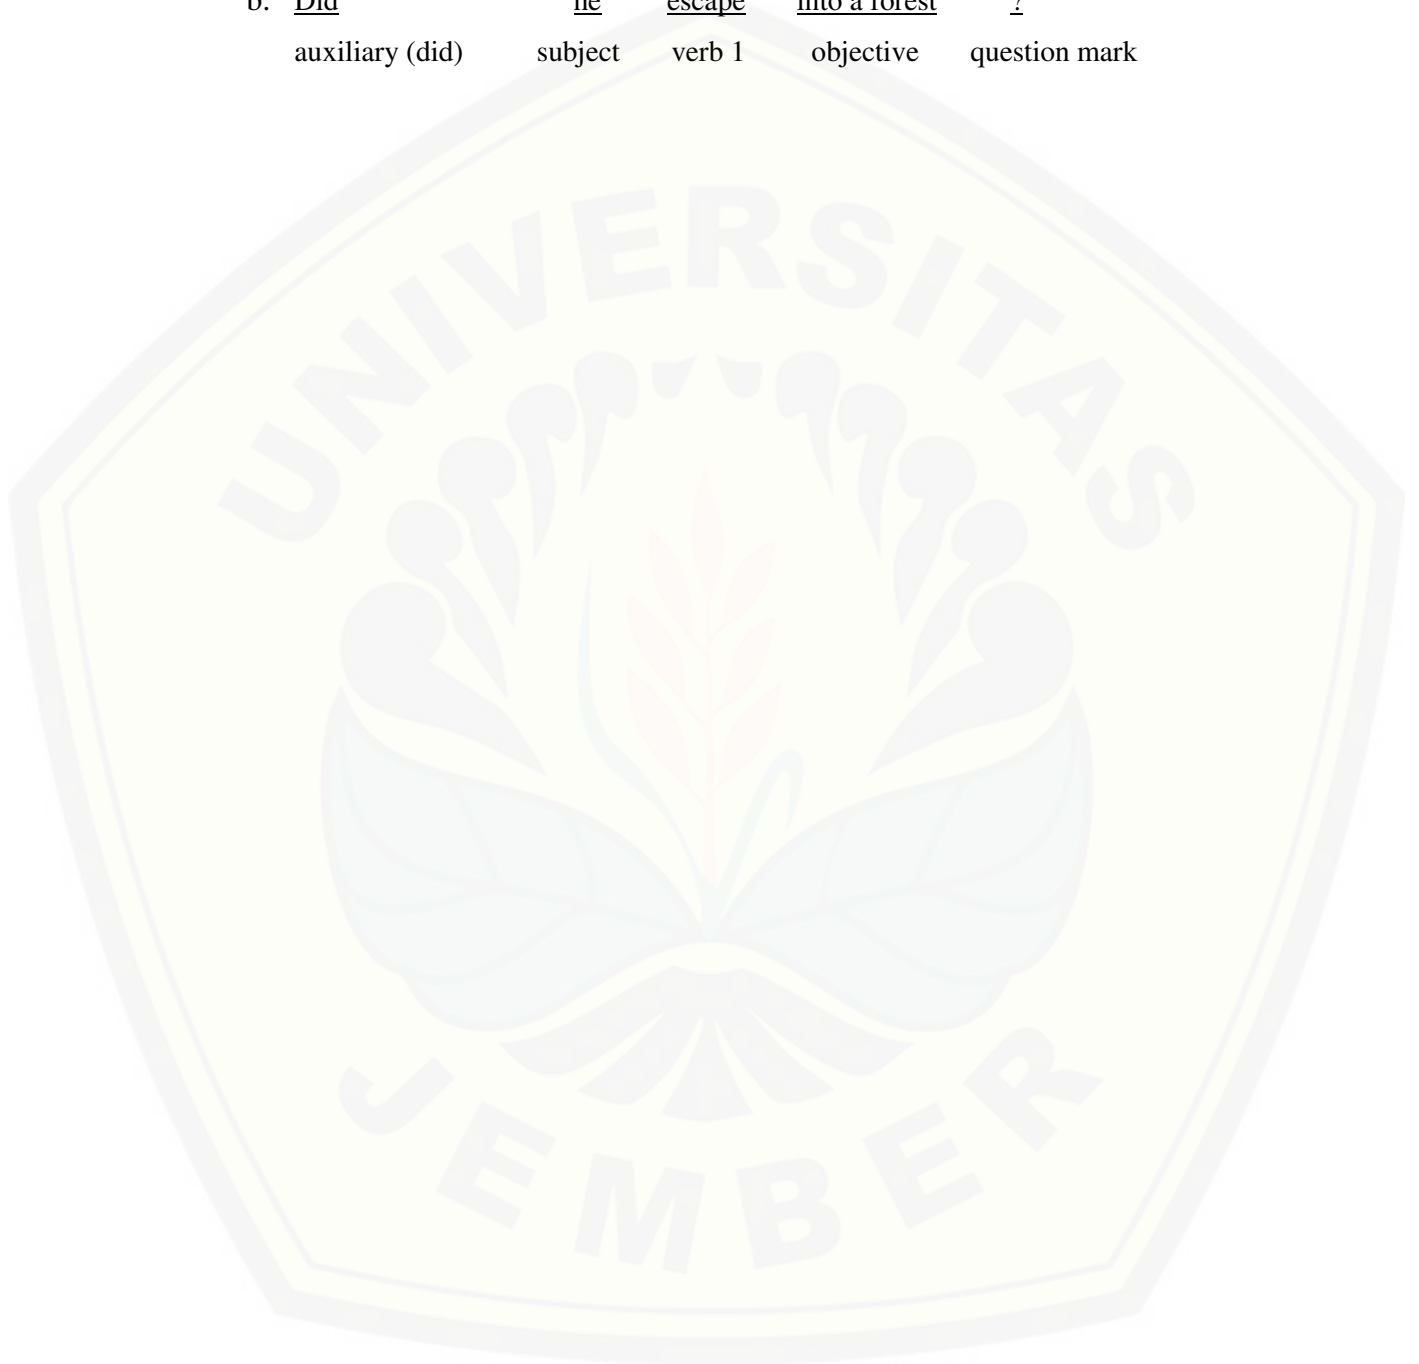 b. Did he escape into a forest ?
auxiliary (did) subject verb 1 objective question mark
UNIVERSITAS
JEMBER